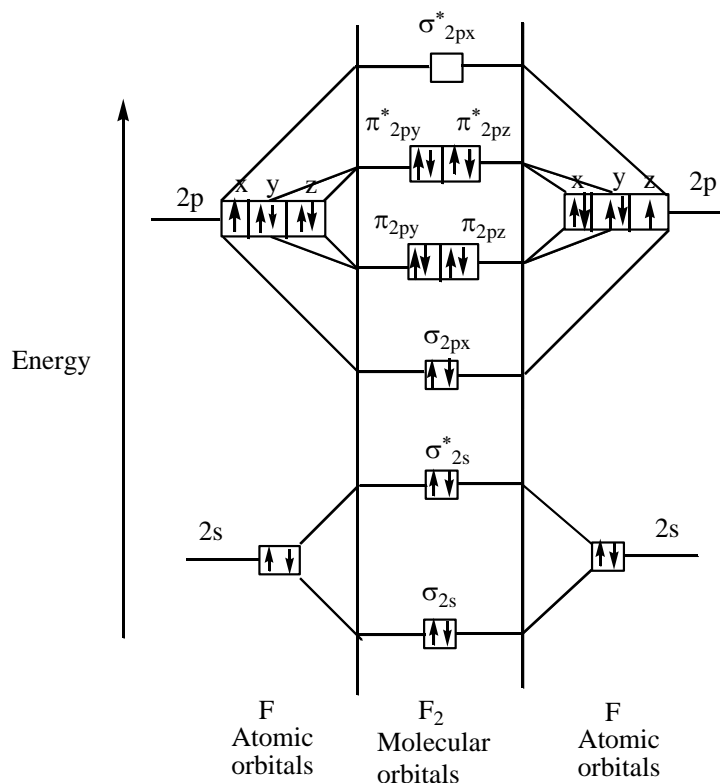 σ*2px
π*2py π*2pz
x y z
2p
x y z
2p
π2py π2pz
σ2px
Energy
σ*2s
2s
2s
σ2s
F
Atomic
orbitals
F2
Molecular
orbitals
F
Atomic
orbitals